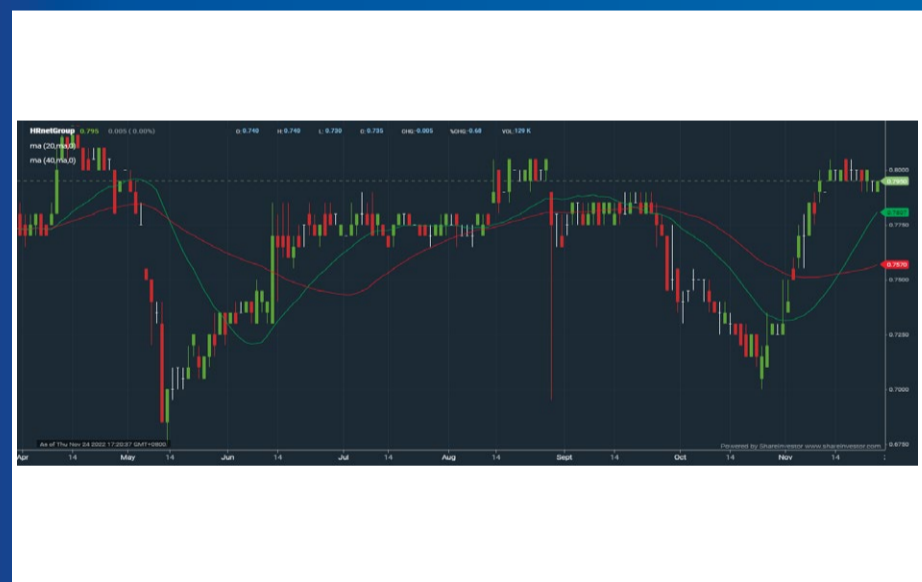 HRnetGroup 0.795 0.005 (0.00%) O: 0.740 H: 0.740 L: 0.730 C: 0.735 CHG:-0.005 %CHG:-0.68 VOL:129 K
ma (20,ma,0)
ma (40,ma,0)
0.8000
0.7950
0.7750
0.7570
0.7500
0.7250
0.7000
0.6750
As of Thu Nov 24 2022 17:20:37 GMT+0800
Powered by ShareInvestor www.shareinvestor.com
Apr 14 May 14 Jun 14 Jul 14 Aug 14 Sept 14 Oct 14 Nov 14